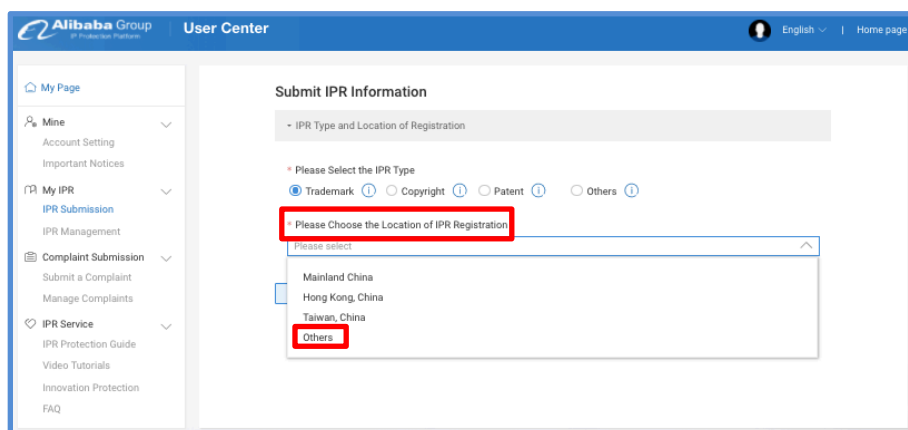 Alibaba Group
IP Protection Platform
User Center
English
|
Home page
My Page
Mine
Account Setting
Important Notices
My IPR
IPR Submission
IPR Management
Complaint Submission
Submit a Complaint
Manage Complaints
IPR Service
IPR Protection Guide
Video Tutorials
Innovation Protection
FAQ
Submit IPR Information
IPR Type and Location of Registration
* Please Select the IPR Type
Trademark Copyright Patent Others
* Please Choose the Location of IPR Registration
Please select
Mainland China
Hong Kong, China
Taiwan, China
Others